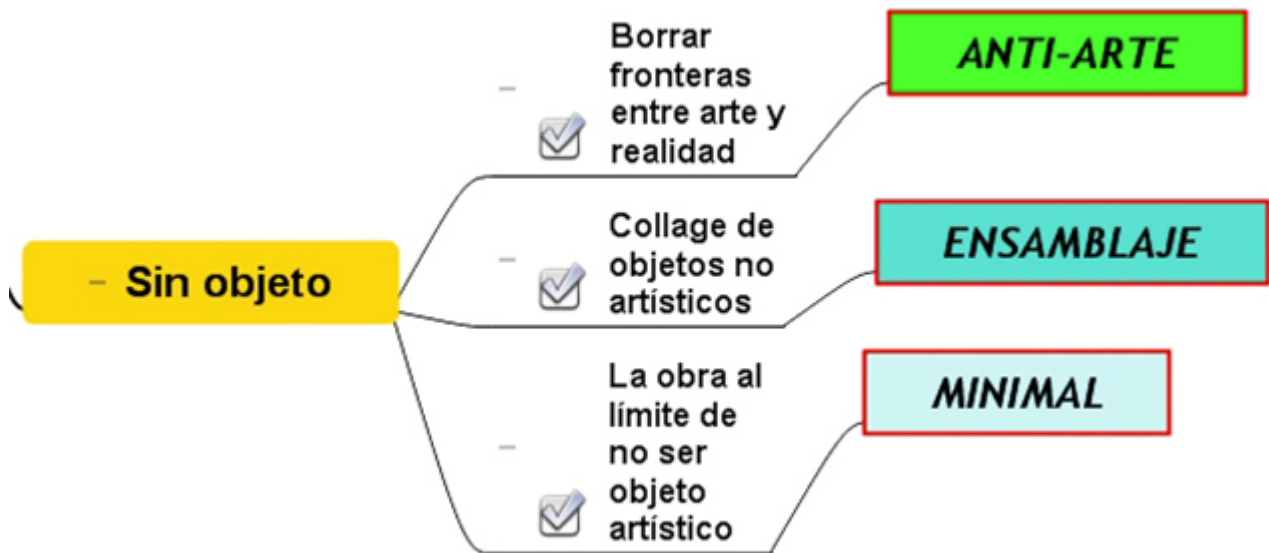 Sin objeto
Borrar
fronteras
entre arte y
realidad
ANTI-ARTE
Collage de
objetos no
artísticos
ENSAMBLAJE
La obra al
límite de
no ser
objeto
artístico
MINIMAL